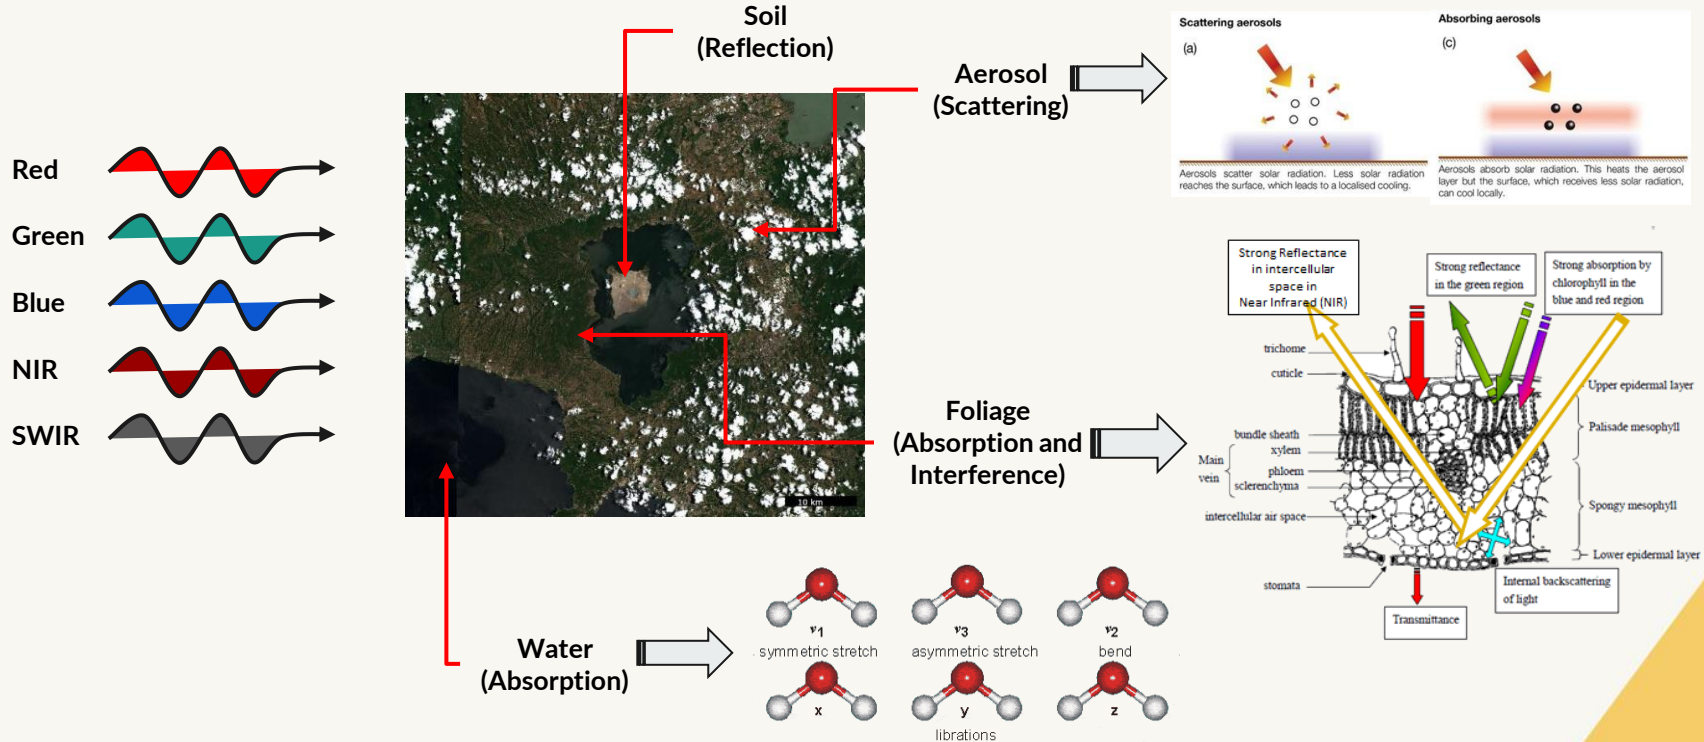 Soil
(Reflection)
Aerosol
(Scattering)
Scattering aerosols
(a)
Aerosols scatter solar radiation. Less solar radiation
reaches the surface, which leads to a localised cooling.
Absorbing aerosols
(c)
Aerosols absorb solar radiation. This heats the aerosol
layer but the surface, which receives less solar radiation,
can cool locally.
Red
Green
Blue
NIR
SWIR
10 km
Foliage
(Absorption and
Interference)
Strong Reflectance
in intercellular
space in
Near Infrared (NIR)
Strong reflectance
in the green region
Strong absorption by
chlorophyll in the
blue and red region
trichome
cuticle
bundle sheath
xylem
Main
vein
phloem
sclerenchyma
intercellular air space
stomata
Upper epidermal layer
Palisade mesophyll
Spongy mesophyll
Lower epidermal layer
Internal backscattering
of light
Transmittance
Water
(Absorption)
v1
symmetric stretch
v3
asymmetric stretch
v2
bend
x
y
z
librations